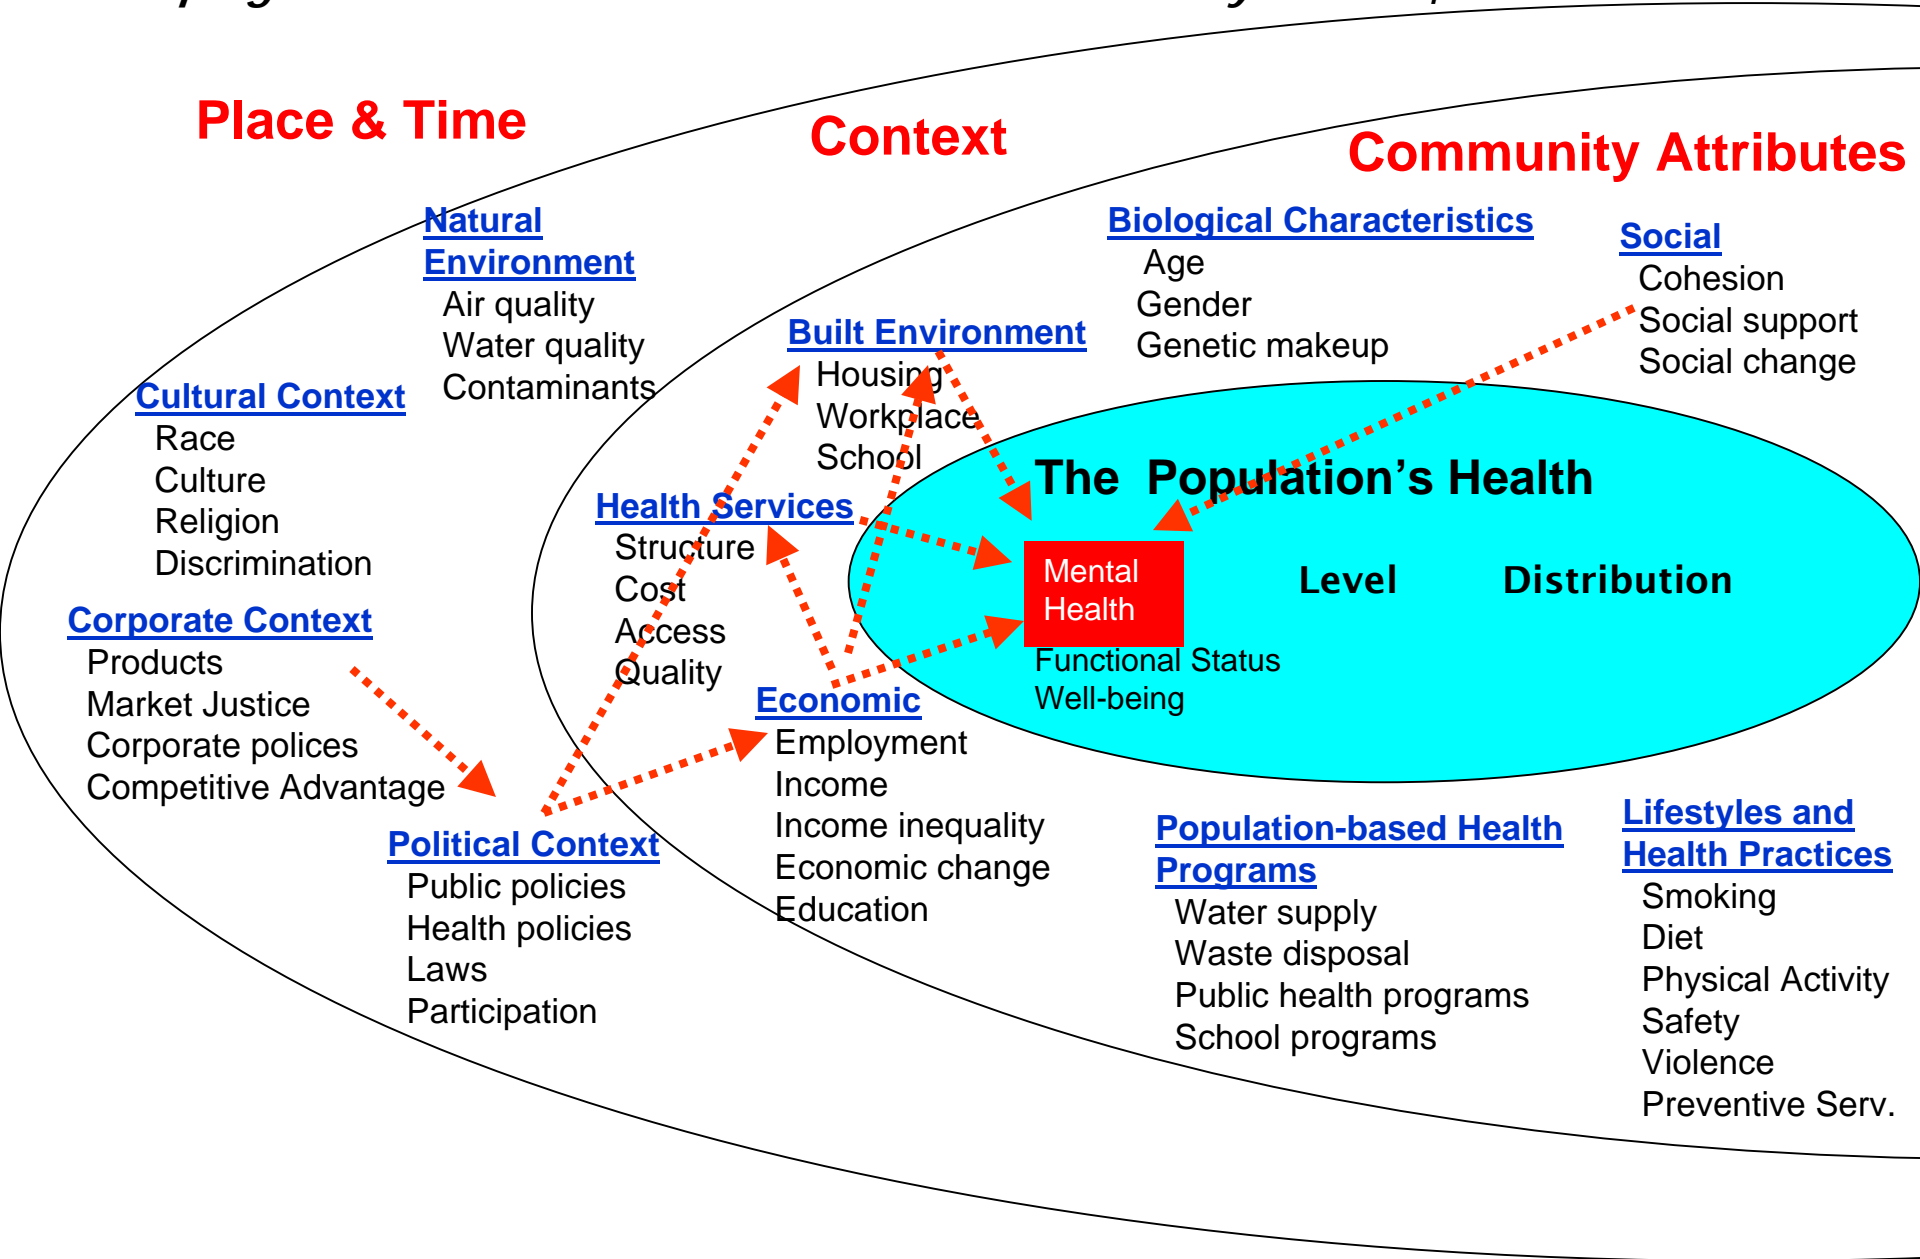 Place & Time
Context
Community Attributes
Natural
Environment
Air quality
Water quality
Contaminants
Biological Characteristics
Age
Gender
Genetic makeup
Social
Cohesion
Social support
Social change
Built Environment
Housing
Workplace
School
Cultural Context
Race
Culture
Religion
Discrimination
Health Services
Structure
Cost
Access
Quality
The Population’s Health
Mental
Health
Level Distribution
Functional Status
Well-being
Corporate Context
Products
Market Justice
Corporate polices
Competitive Advantage
Economic
Employment
Income
Income inequality
Economic change
Education
Political Context
Public policies
Health policies
Laws
Participation
Population-based Health
Programs
Water supply
Waste disposal
Public health programs
School programs
Lifestyles and
Health Practices
Smoking
Diet
Physical Activity
Safety
Violence
Preventive Serv.